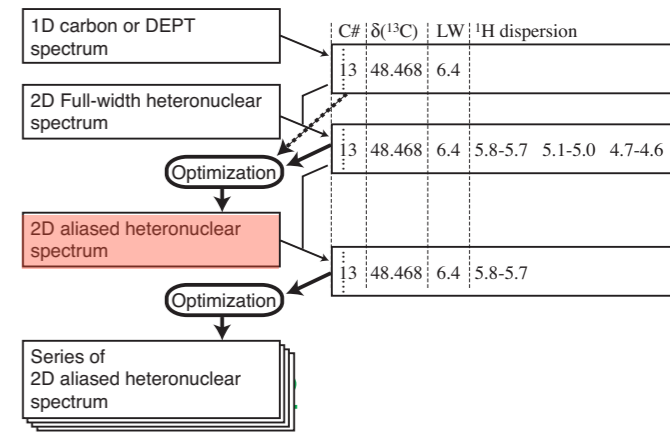 1D carbon or DEPT
spectrum
C# δ(¹³C) LW ¹H dispersion
13 48.468 6.4
2D Full-width heteronuclear
spectrum
13 48.468 6.4 5.8-5.7 5.1-5.0 4.7-4.6
Optimization
2D aliased heteronuclear
spectrum
13 48.468 6.4 5.8-5.7
Optimization
Series of
2D aliased heteronuclear
spectrum